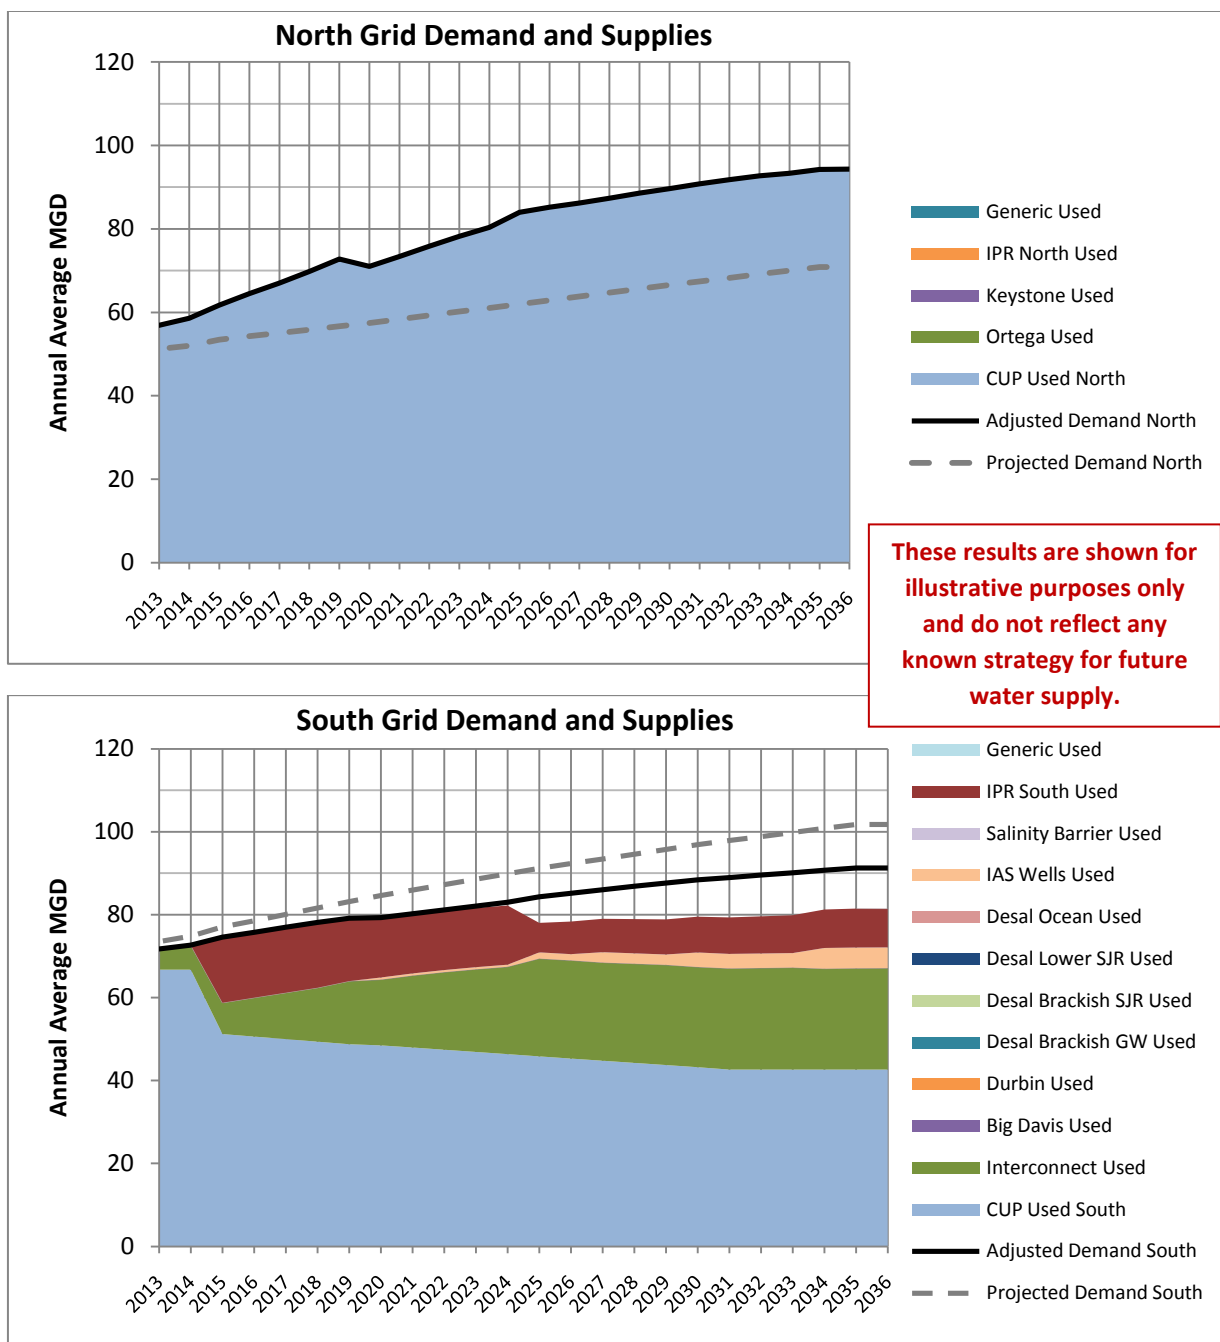 North Grid Demand and Supplies
Annual Average MGD
120
100
80
60
40
20
0
2013 2014 2015 2016 2017 2018 2019 2020 2021 2022 2023 2024 2025 2026 2027 2028 2029 2030 2031 2032 2033 2034 2035 2036
Generic Used
IPR North Used
Keystone Used
Ortega Used
CUP Used North
Adjusted Demand North
Projected Demand North
These results are shown for
illustrative purposes only
and do not reflect any
known strategy for future
water supply.
South Grid Demand and Supplies
Annual Average MGD
120
100
80
60
40
20
0
2013 2014 2015 2016 2017 2018 2019 2020 2021 2022 2023 2024 2025 2026 2027 2028 2029 2030 2031 2032 2033 2034 2035 2036
Generic Used
IPR South Used
Salinity Barrier Used
IAS Wells Used
Desal Ocean Used
Desal Lower SJR Used
Desal Brackish SJR Used
Desal Brackish GW Used
Durbin Used
Big Davis Used
Interconnect Used
CUP Used South
Adjusted Demand South
Projected Demand South